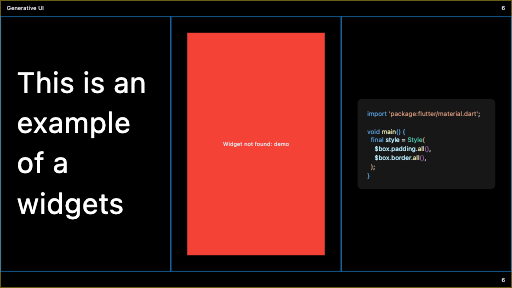 Generative UI
6
This is an
example
of a
widgets
Widget not found: demo
import 'package:flutter/material.dart';
void main() {
final style = Style(
$box.padding.all(),
$box.border.all(),
);
}
6